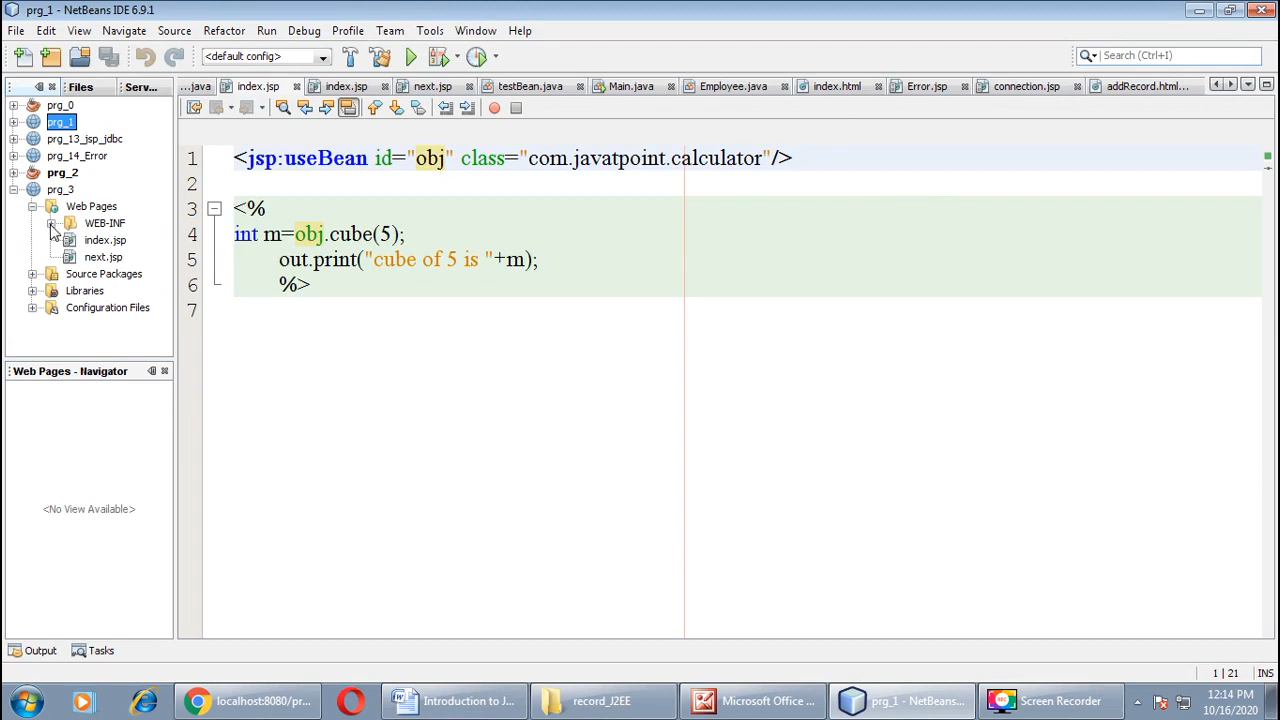 prg_1 - NetBeans IDE 6.9.1
File Edit View Navigate Source Refactor Run Debug Profile Team Tools Window Help
<default config>
Search (Ctrl+I)
Files Serv...
...java index.jsp index.jsp next.jsp testBean.java Main.java Employee.java index.html Error.jsp connection.jsp addRecord.html...
prg_0
prg_1
prg_13_jsp_jdbc
prg_14_Error
prg_2
prg_3
Web Pages
WEB-INF
index.jsp
next.jsp
Source Packages
Libraries
Configuration Files
1 <jsp:useBean id="obj" class="com.javatpoint.calculator"/>
2
3 <%
4 int m=obj.cube(5);
5 out.print("cube of 5 is "+m);
6 %>
7
Web Pages - Navigator
<No View Available>
Output Tasks
1 | 21 INS
localhost:8080/pr... Introduction to J... record_J2EE Microsoft Office ... prg_1 - NetBeans... Screen Recorder
12:14 PM
10/16/2020